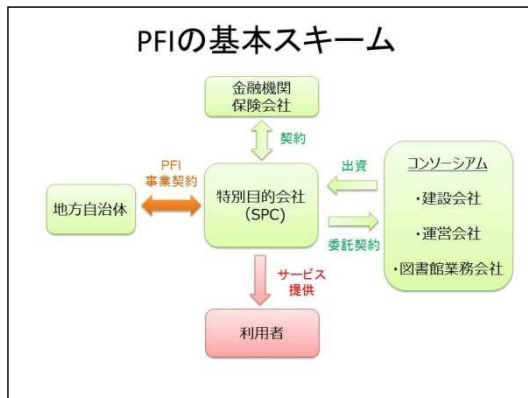 PFIの基本スキーム
金融機関
保険会社
契約
PFI
事業契約
出資
コンソーシアム
・建設会社
・運営会社
・図書館業務会社
地方自治体
特別目的会社
(SPC)
委託契約
サービス
提供
利用者